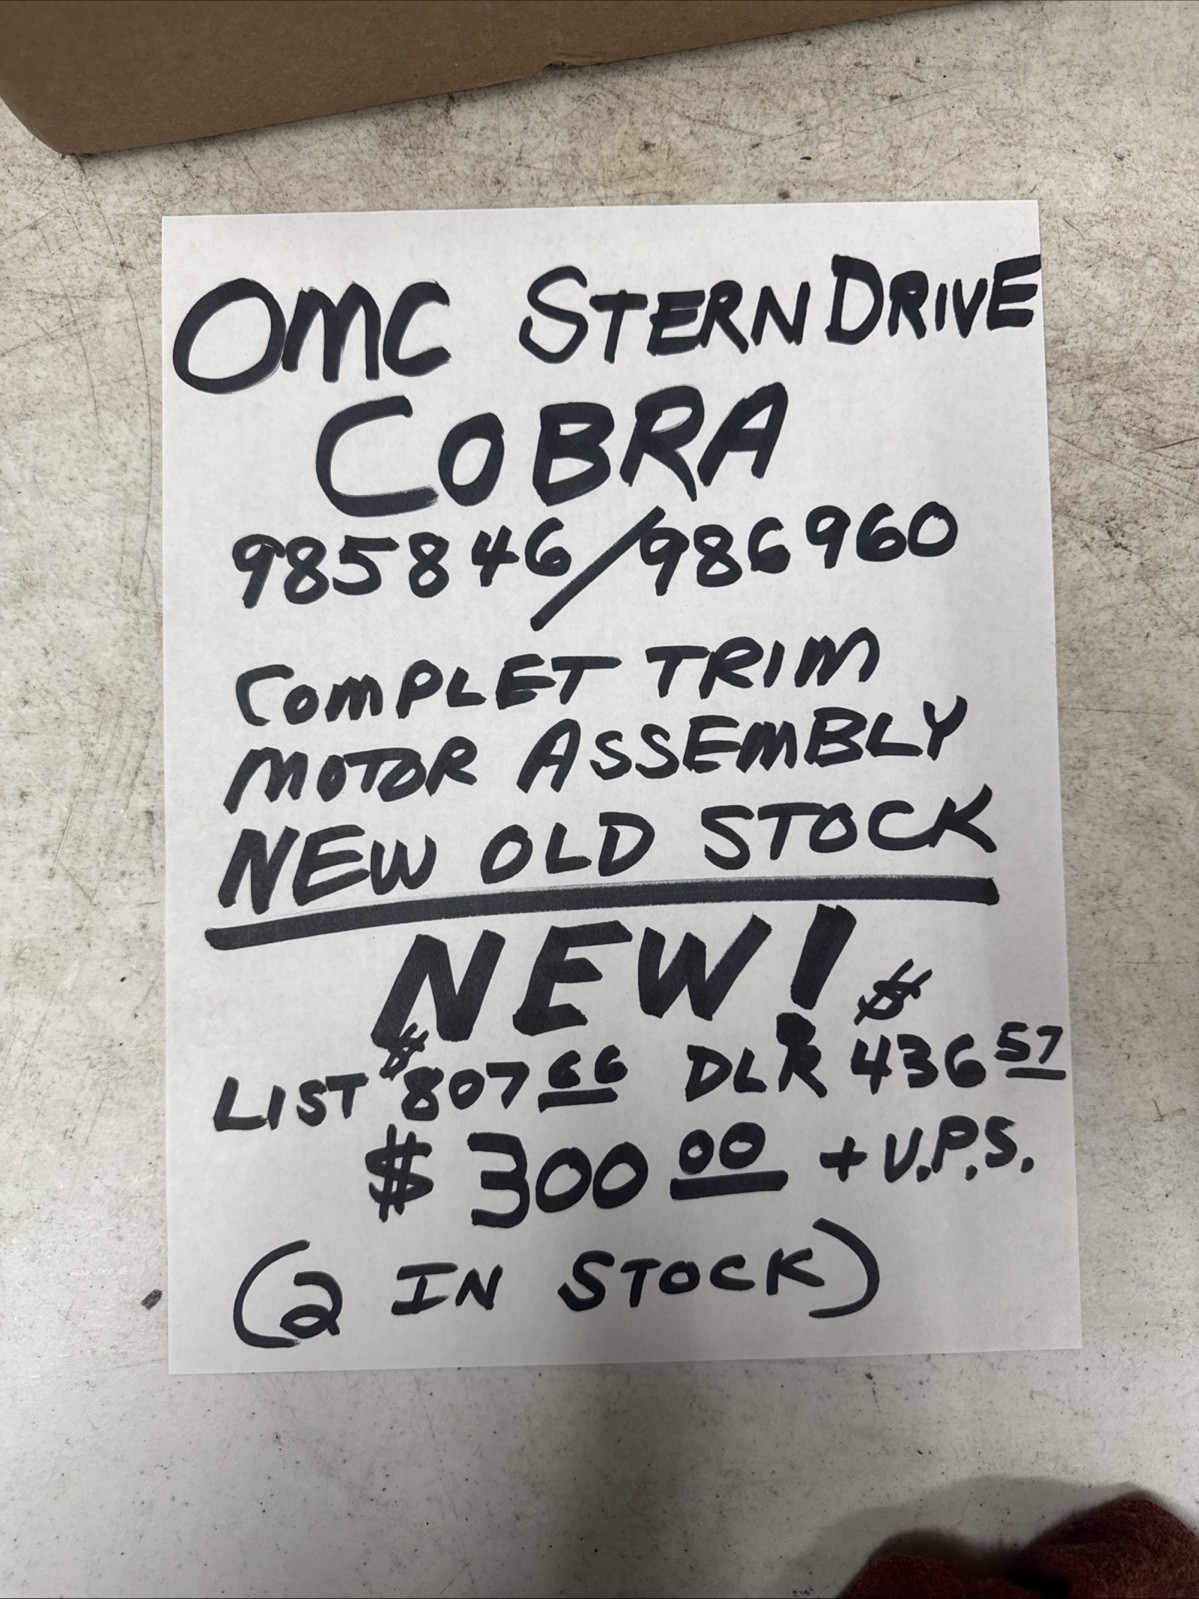 OMC STERN DRIVE
COBRA
985846/986960
COMPLET TRIM
MOTOR ASSEMBLY
NEW OLD STOCK
NEW!
LIST $807.66 DLR $436.57
$300.00 + U.P.S.
(2 IN STOCK)